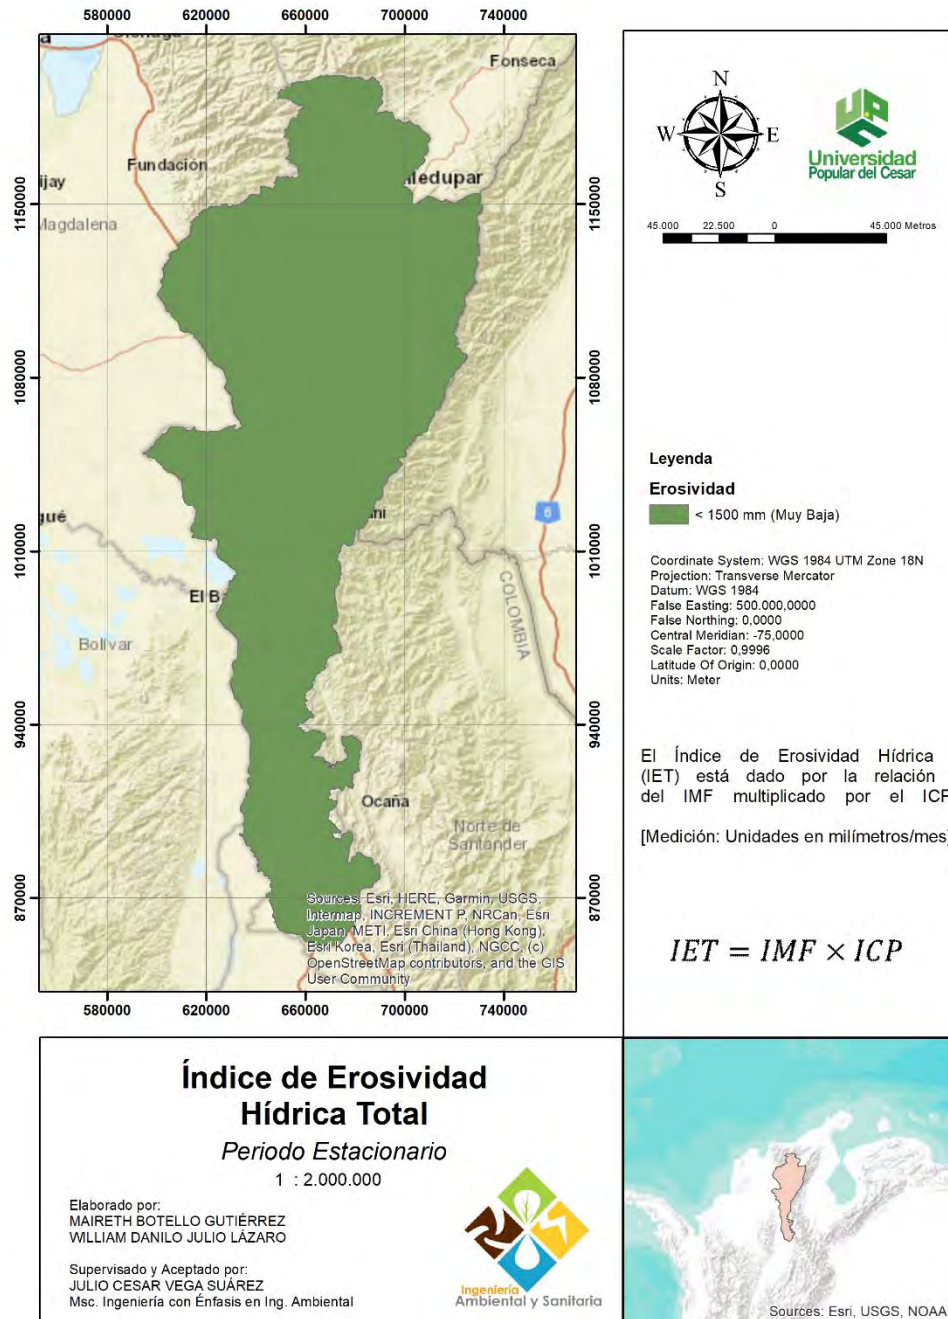 580000 620000 660000 700000 740000
Fonseca
Fundación
ijay
lledupar
Magdalena
1150000
1150000
1080000
1080000
gué
ni
6
1010000
1010000
El B
COLOMBIA
Bolívar
940000
940000
Ocaña
Norte de
Santander
870000
870000
Sources: Esri, HERE, Garmin, USGS,
Intermap, INCREMENT P, NRCan, Esri
Japan, METI, Esri China (Hong Kong),
Esri Korea, Esri (Thailand), NGCC, (c)
OpenStreetMap contributors, and the GIS
User Community
580000 620000 660000 700000 740000
N
W E
S
UPC
Universidad
Popular del Cesar
45.000 22.500 0 45.000 Metros
Leyenda
Erosividad
< 1500 mm (Muy Baja)
Coordinate System: WGS 1984 UTM Zone 18N
Projection: Transverse Mercator
Datum: WGS 1984
False Easting: 500.000,0000
False Northing: 0,0000
Central Meridian: -75,0000
Scale Factor: 0,9996
Latitude Of Origin: 0,0000
Units: Meter
El Índice de Erosividad Hídrica
(IET) está dado por la relación
del IMF multiplicado por el ICP
[Medición: Unidades en milímetros/mes]
IET = IMF × ICP
Índice de Erosividad
Hídrica Total
Periodo Estacionario
1 : 2.000.000
Elaborado por:
MAIRETH BOTELLO GUTIÉRREZ
WILLIAM DANILO JULIO LÁZARO
Supervisado y Aceptado por:
JULIO CESAR VEGA SUÁREZ
Msc. Ingeniería con Énfasis en Ing. Ambiental
Ingeniería
Ambiental y Sanitaria
Sources: Esri, USGS, NOAA